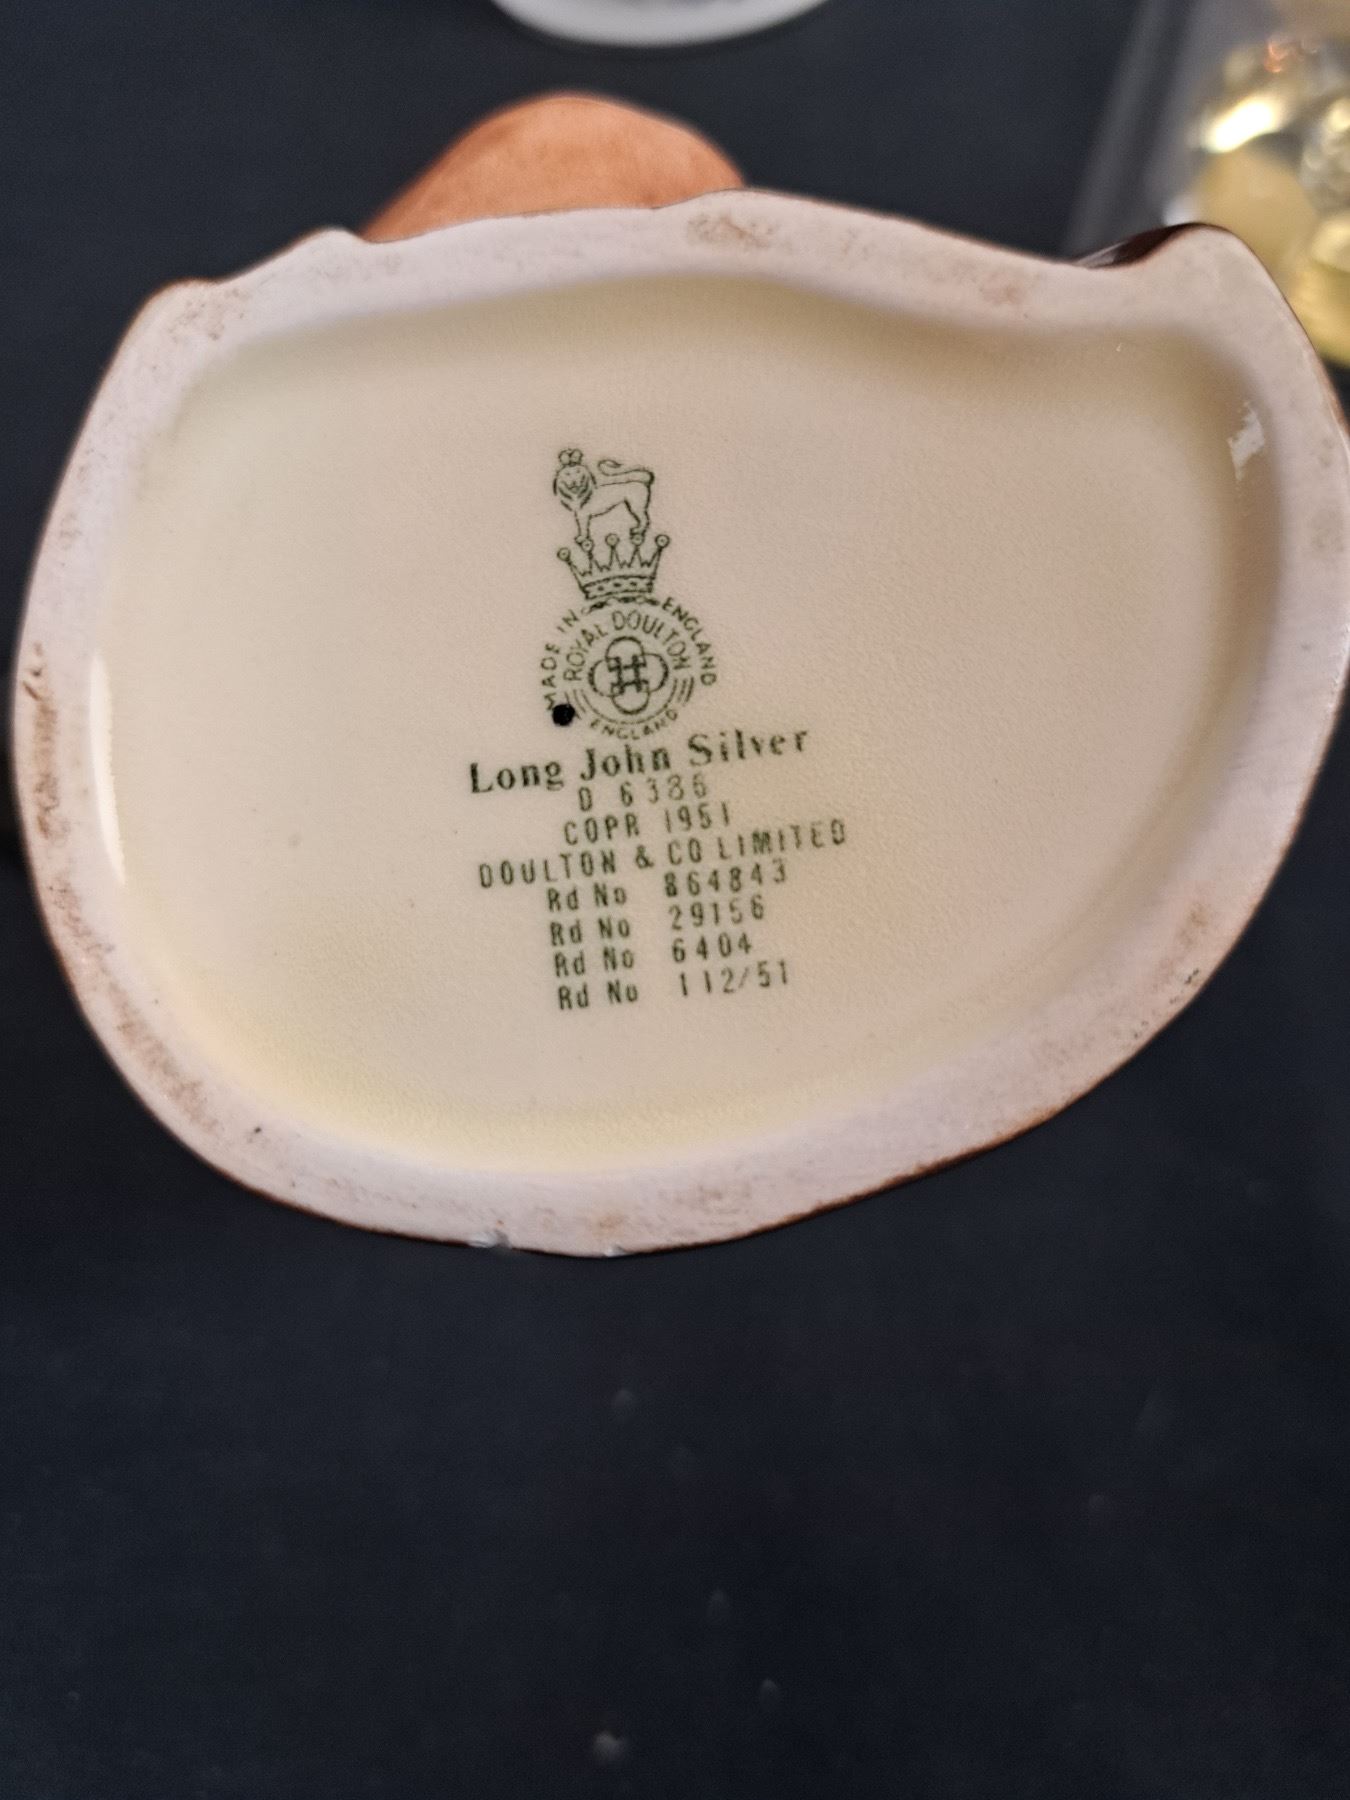 MADE IN ENGLAND
ROYAL DOULTON
ENGLAND
Long John Silver
D 6386
COPR 1951
DOULTON & CO LIMITED
Rd No 864843
Rd No 29156
Rd No 6404
Rd No 112/51